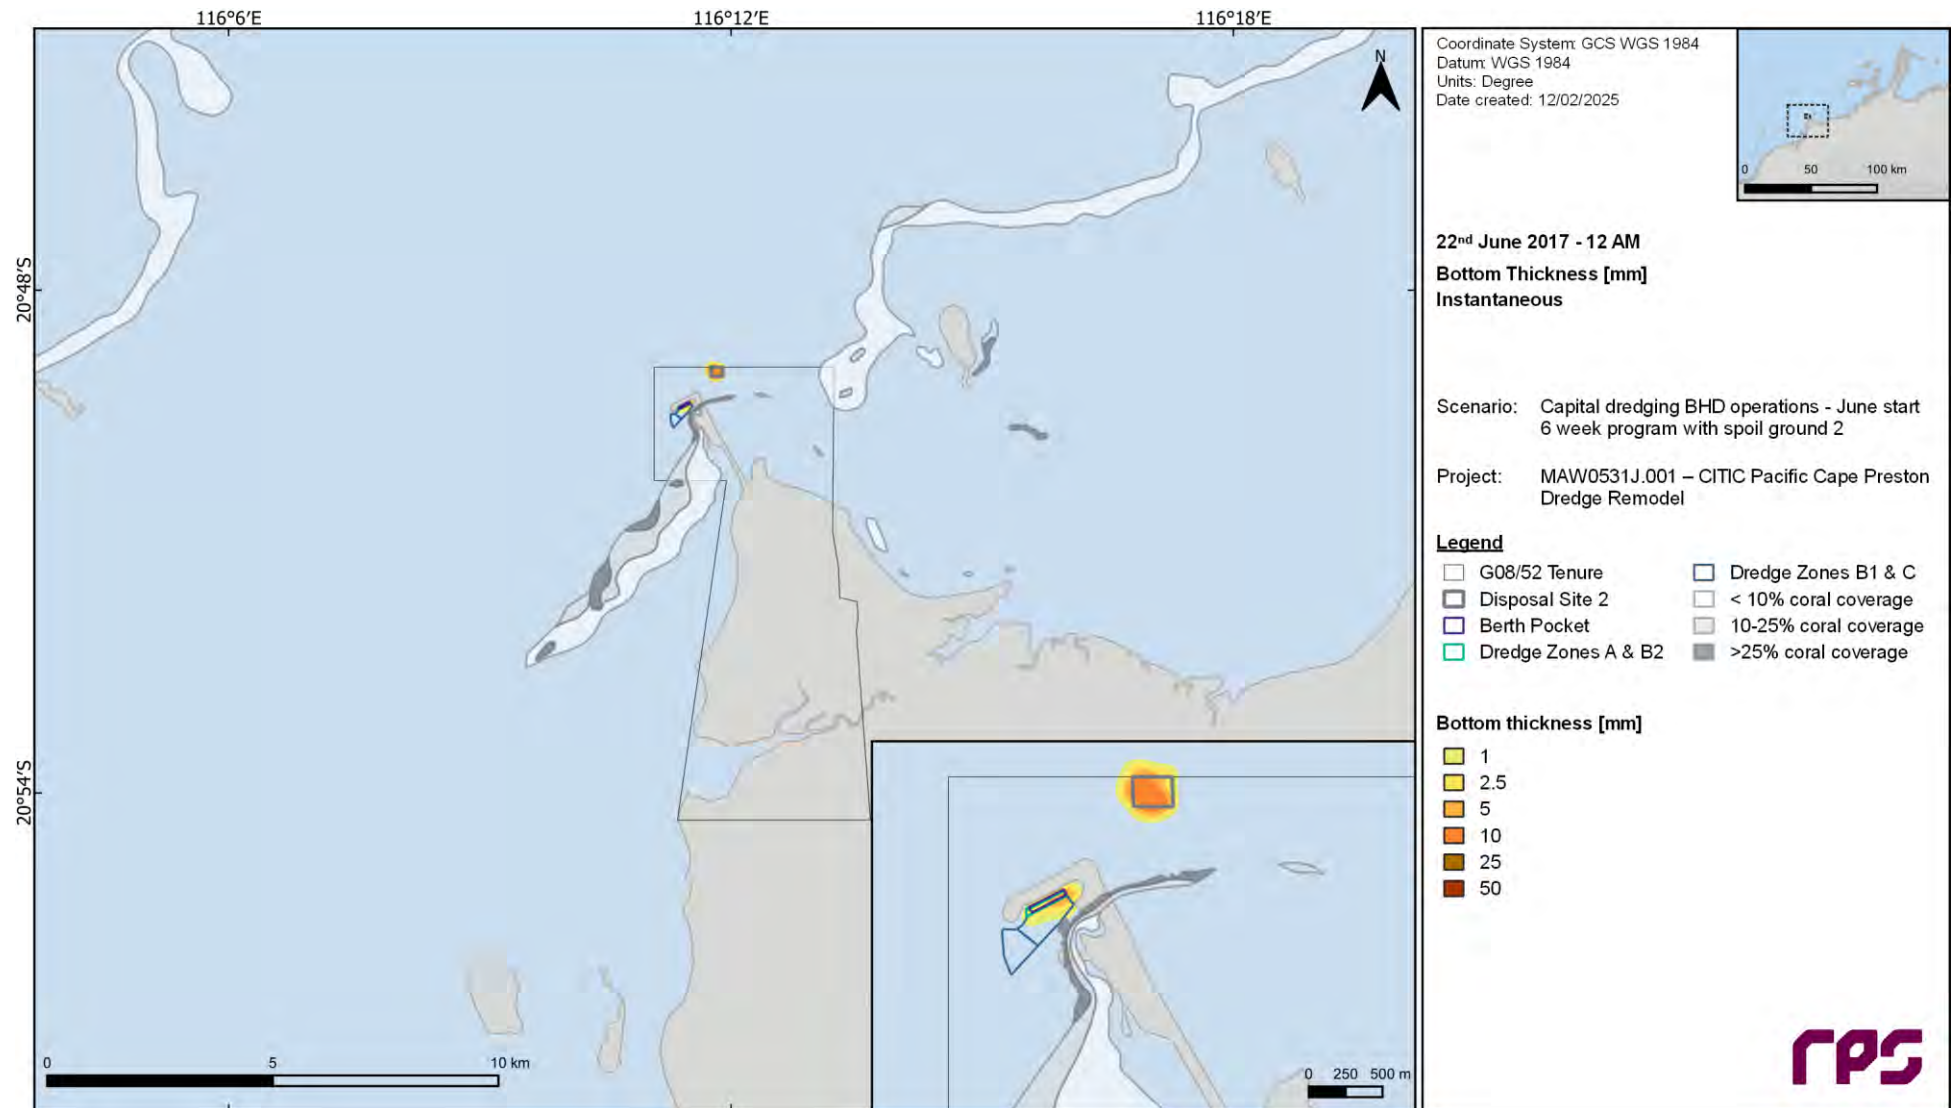 116°6′E
116°12′E
116°18′E
20°48′S
20°54′S
N
0 5 10 km
0 250 500 m
Coordinate System: GCS WGS 1984
Datum: WGS 1984
Units: Degree
Date created: 12/02/2025
0 50 100 km
22nd June 2017 - 12 AM
Bottom Thickness [mm]
Instantaneous
Scenario: Capital dredging BHD operations - June start
6 week program with spoil ground 2
Project: MAW0531J.001 – CITIC Pacific Cape Preston
Dredge Remodel
Legend
G08/52 Tenure
Disposal Site 2
Berth Pocket
Dredge Zones A & B2
Dredge Zones B1 & C
< 10% coral coverage
10-25% coral coverage
>25% coral coverage
Bottom thickness [mm]
1
2.5
5
10
25
50
rps